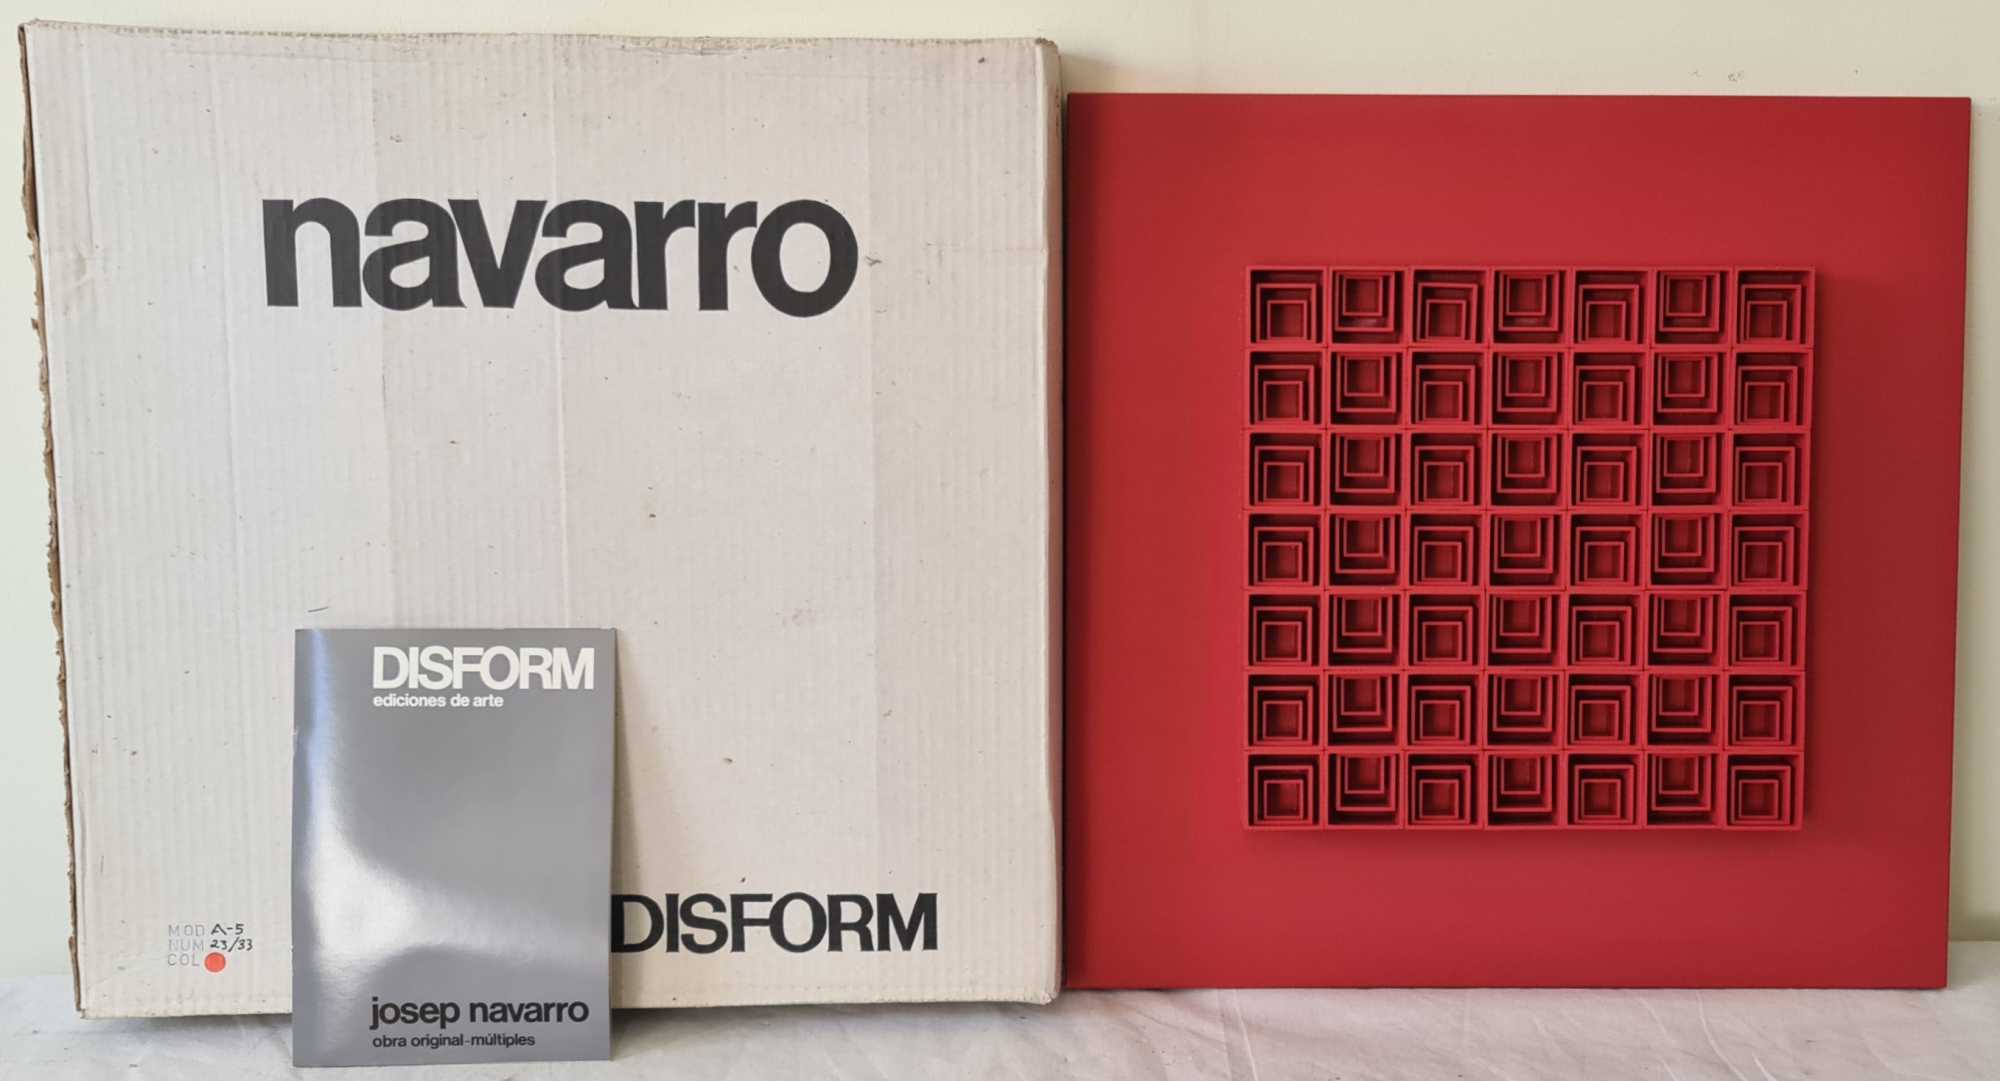 navarro
DISFORM
MOD A-5
NUM 23/33
COL
DISFORM
ediciones de arte
josep navarro
obra original-múltiples